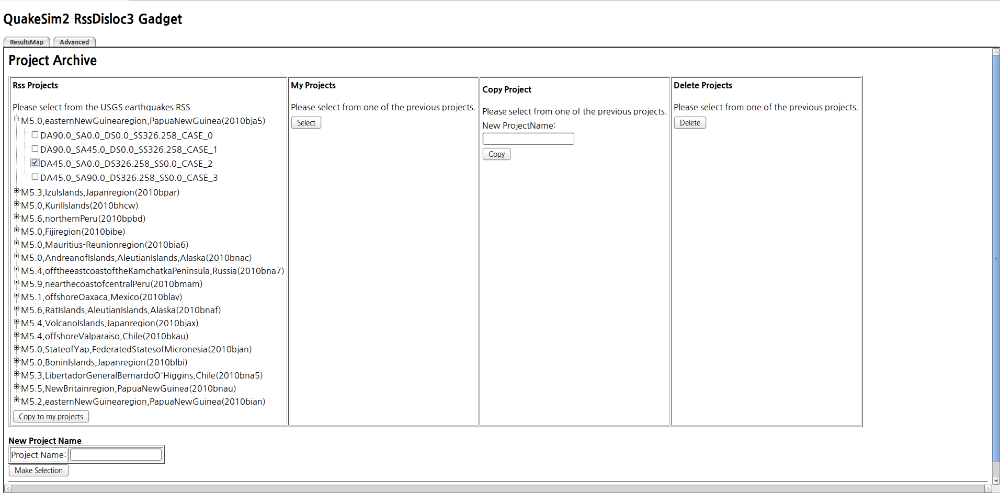 QuakeSim2 RssDisloc3 Gadget
ResultsMap
Advanced
Project Archive
Rss Projects
Please select from the USGS earthquakes RSS
M5.0,easternNewGuinearegion,PapuaNewGuinea(2010bja5)
DA90.0_SA0.0_DS0.0_SS326.258_CASE_0
DA90.0_SA45.0_DS0.0_SS326.258_CASE_1
DA45.0_SA0.0_DS326.258_SS0.0_CASE_2
DA45.0_SA90.0_DS326.258_SS0.0_CASE_3
M5.3,IzuIslands,Japanregion(2010bpar)
M5.0,KurilIslands(2010bhcw)
M5.6,northernPeru(2010bpbd)
M5.0,Fijiregion(2010bibe)
M5.0,Mauritius-Reunionregion(2010bia6)
M5.0,AndreanofIslands,AleutianIslands,Alaska(2010bnac)
M5.4,offtheeastcoastoftheKamchatkaPeninsula,Russia(2010bna7)
M5.9,nearthecoastofcentralPeru(2010bmam)
M5.1,offshoreOaxaca,Mexico(2010blav)
M5.6,RatIslands,AleutianIslands,Alaska(2010bnaf)
M5.4,VolcanoIslands,Japanregion(2010bjax)
M5.4,offshoreValparaiso,Chile(2010bkau)
M5.0,StateofYap,FederatedStatesofMicronesia(2010bjan)
M5.0,BoninIslands,Japanregion(2010blbi)
M5.3,LibertadorGeneralBernardoO'Higgins,Chile(2010bna5)
M5.5,NewBritainregion,PapuaNewGuinea(2010bnau)
M5.2,easternNewGuinearegion,PapuaNewGuinea(2010bian)
Copy to my projects
My Projects
Please select from one of the previous projects.
Select
Copy Project
Please select from one of the previous projects.
New ProjectName:
Copy
Delete Projects
Please select from one of the previous projects.
Delete
New Project Name
Project Name:
Make Selection